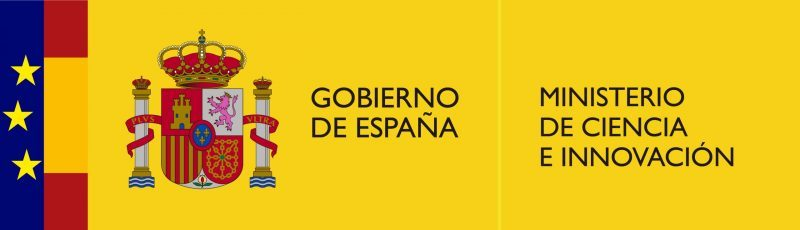 PLVS VLTRA
GOBIERNO
DE ESPAÑA
MINISTERIO
DE CIENCIA
E INNOVACIÓN